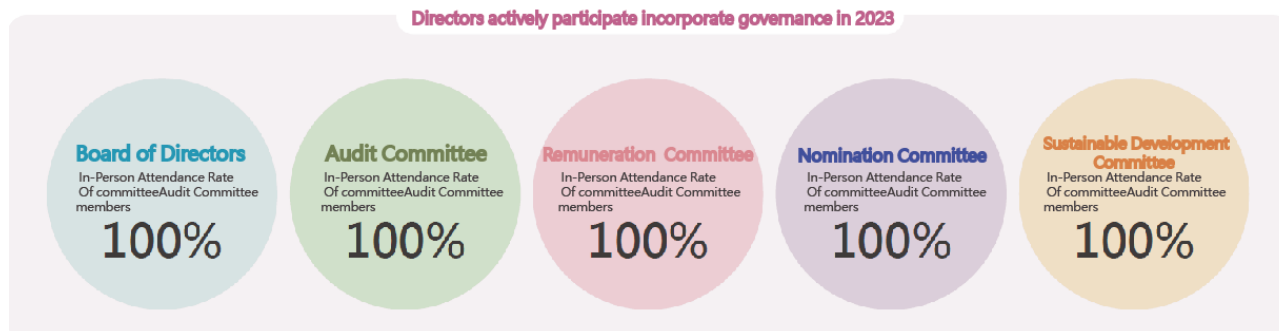 Directors actively participate incorporate governance in 2023
Board of Directors
In-Person Attendance Rate
Of committeeAudit Committee
members
100%
Audit Committee
In-Person Attendance Rate
Of committeeAudit Committee
members
100%
Remuneration Committee
In-Person Attendance Rate
Of committeeAudit Committee
members
100%
Nomination Committee
In-Person Attendance Rate
Of committeeAudit Committee
members
100%
Sustainable Development
Committee
In-Person Attendance Rate
Of committeeAudit Committee
members
100%